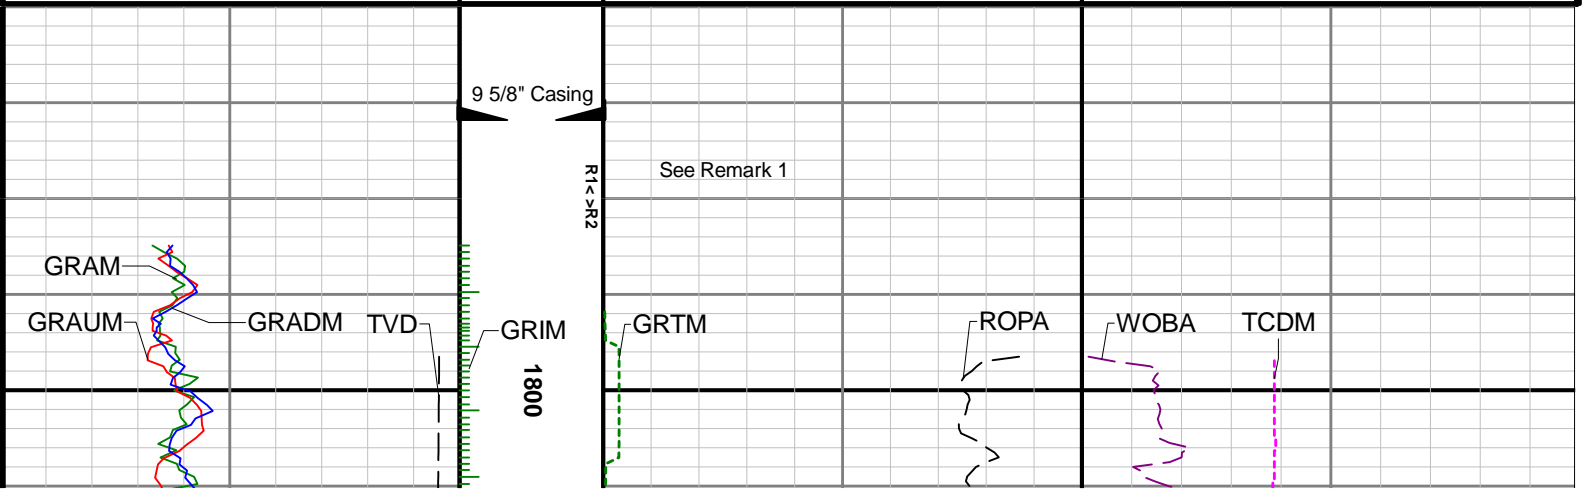 9 5/8" Casing
R1< >R2
See Remark 1
GRAM
GRAUM
GRADM
TVD
GRIM
GRTM
ROPA
WOBA
TCDM
1800